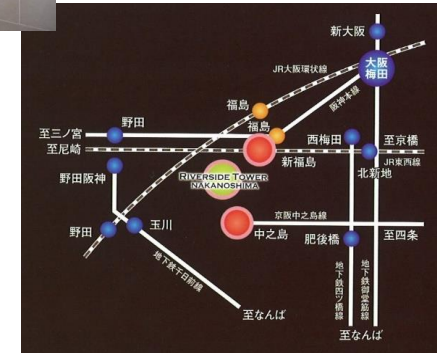 新大阪
大阪
梅田
JR大阪環状線
阪神本線
福島
福島
野田
至三ノ宮
至尼崎
西梅田
至京橋
JR東西線
新福島
北新地
野田阪神
RIVERSIDE TOWER
NAKANOSHIMA
京阪中之島線
野田
玉川
中之島
肥後橋
至四条
地下鉄千日前線
地下鉄四ツ橋線
地下鉄御堂筋線
至なんば
至なんば